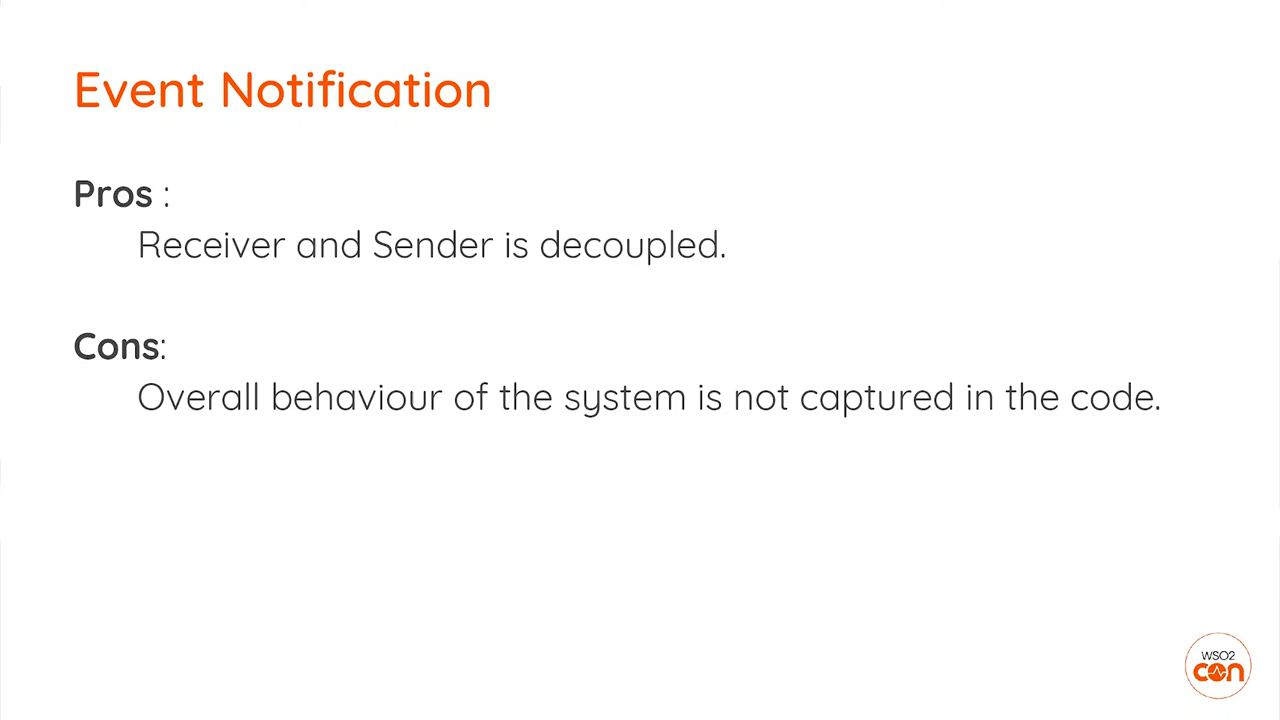 Event Notification
Pros :
Receiver and Sender is decoupled.
Cons:
Overall behaviour of the system is not captured in the code.
WSO2
con